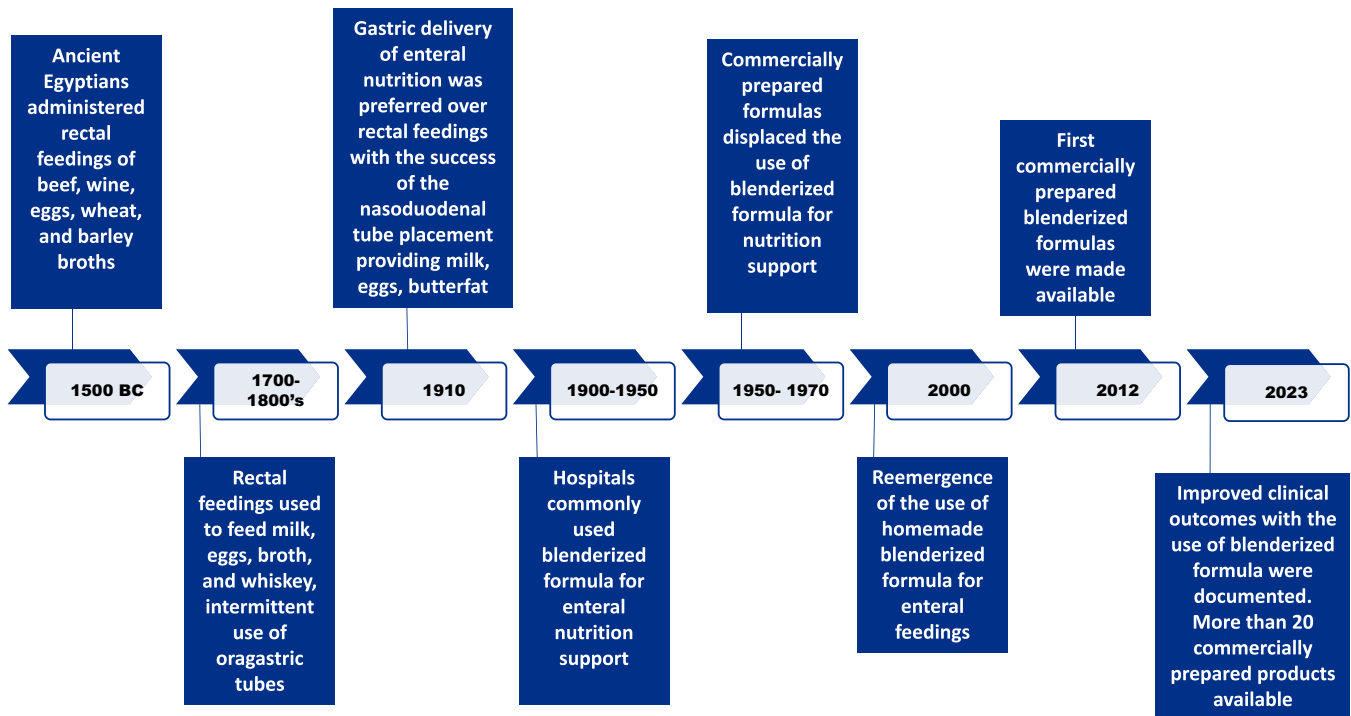 Ancient
Egyptians
administered
rectal
feedings of
beef, wine,
eggs, wheat,
and barley
broths
1500 BC
1700-
1800’s
Rectal
feedings used
to feed milk,
eggs, broth,
and whiskey,
intermittent
use of
oragastric
tubes
Gastric delivery
of enteral
nutrition was
preferred over
rectal feedings
with the success
of the
nasoduodenal
tube placement
providing milk,
eggs, butterfat
1910
1900-1950
Hospitals
commonly
used
blenderized
formula for
enteral
nutrition
support
Commercially
prepared
formulas
displaced the
use of
blenderized
formula for
nutrition
support
1950- 1970
2000
Reemergence
of the use of
homemade
blenderized
formula for
enteral
feedings
First
commercially
prepared
blenderized
formulas
were made
available
2012
2023
Improved clinical
outcomes with the
use of blenderized
formula were
documented.
More than 20
commercially
prepared products
available